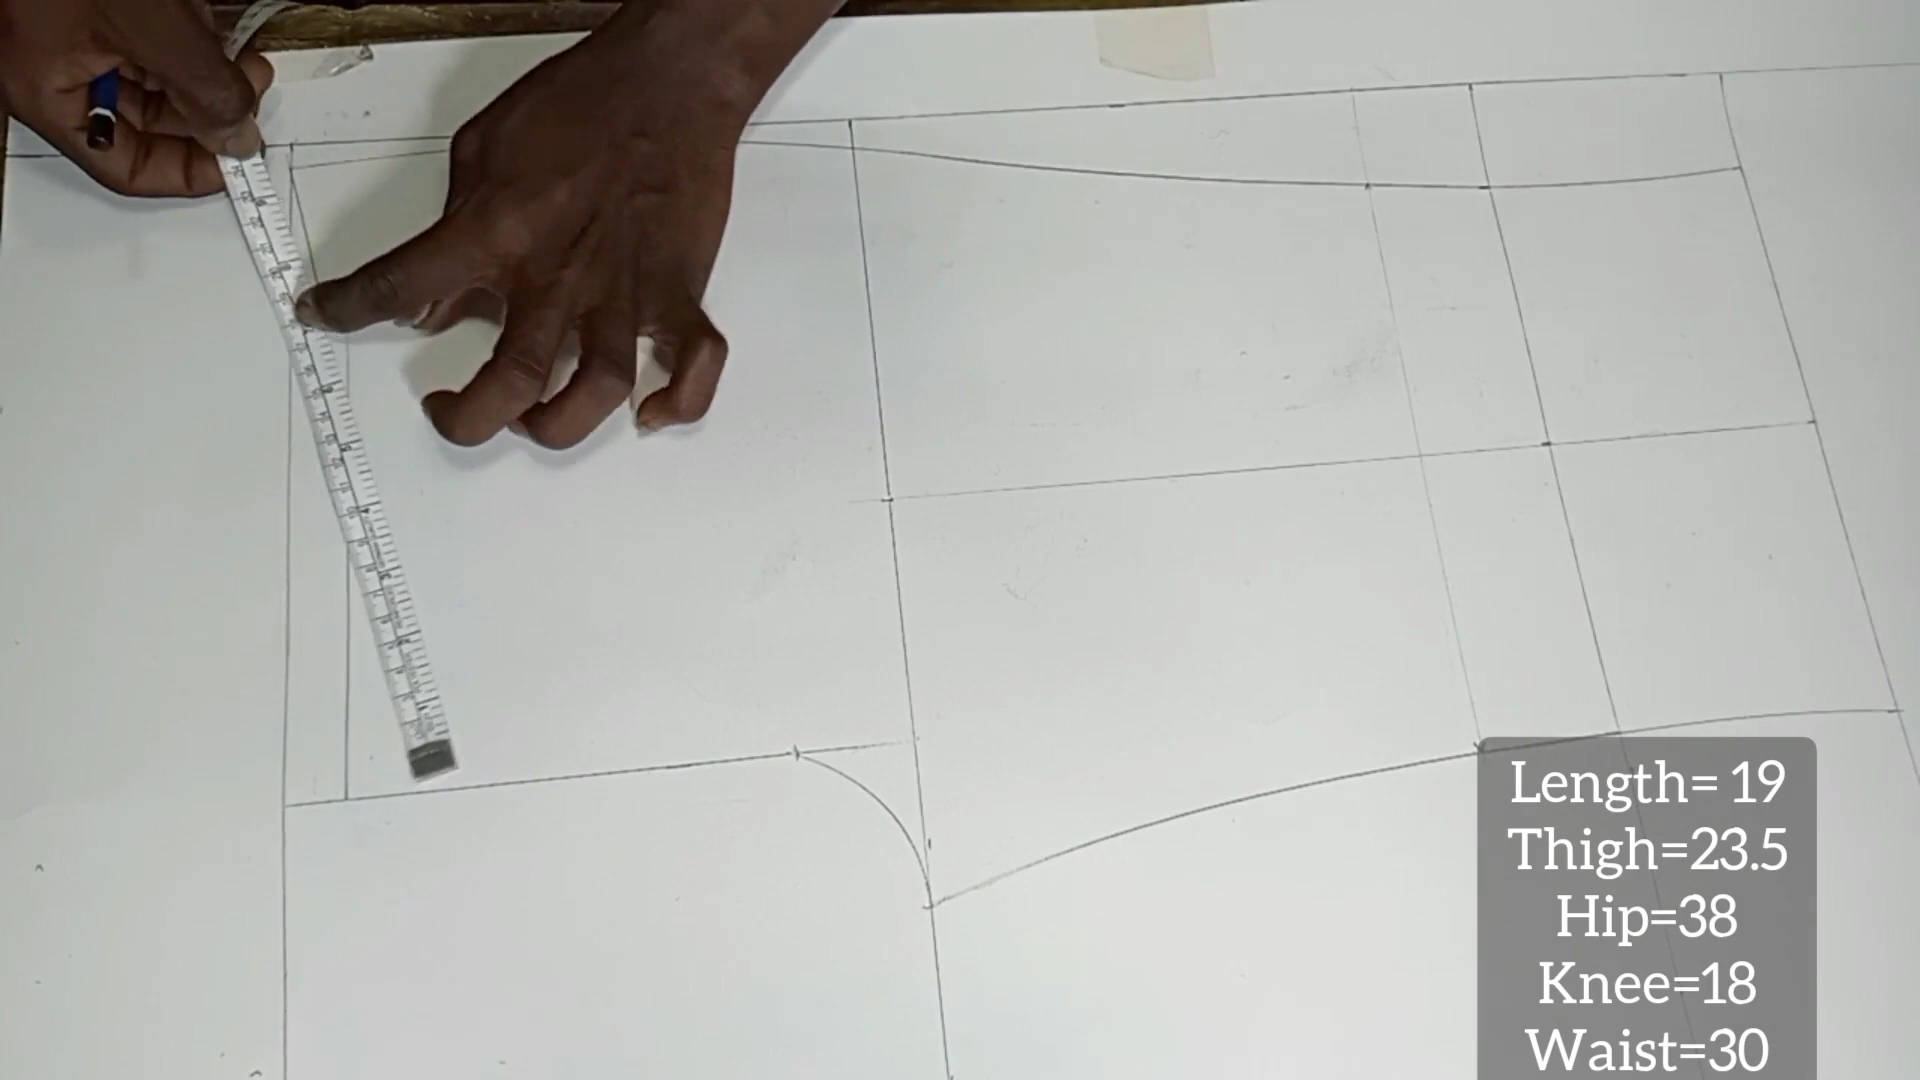 Length= 19
Thigh=23.5
Hip=38
Knee=18
Waist=30